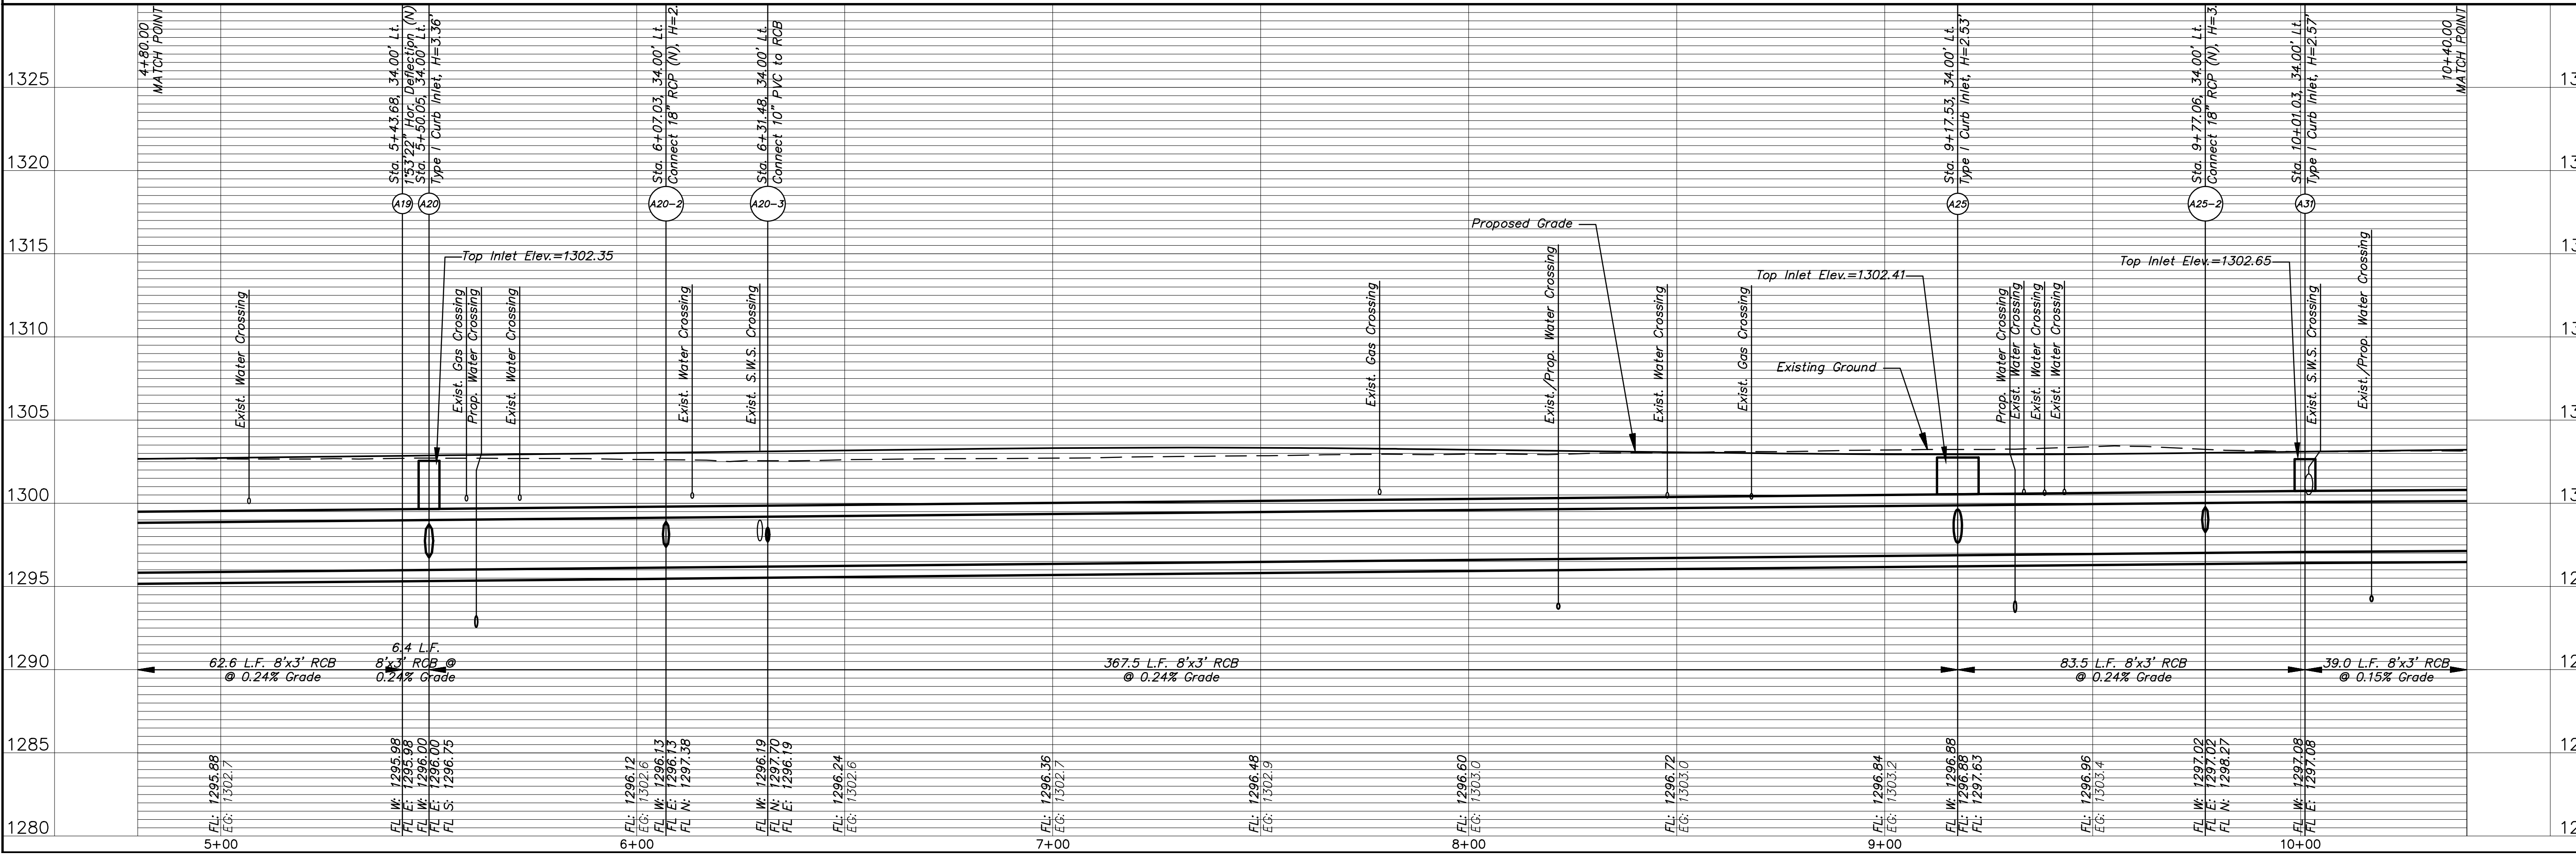 4+80.00
MATCH POINT
Sta. 5+43.68, 34.00' Lt.
1°53'22" Hor. Deflection (N)
Sta. 5+50.05, 34.00' Lt.
Type I Curb Inlet, H=3.36'
Sta. 6+07.03, 34.00' Lt.
Connect 18" RCP (N), H=2.
Sta. 6+31.48, 34.00' Lt.
Connect 10" PVC to RCB
Sta. 9+17.53, 34.00' Lt.
Type I Curb Inlet, H=2.53'
Sta. 9+77.06, 34.00' Lt.
Connect 18" RCP (N), H=3.
Sta. 10+01.03, 34.00' Lt.
Type I Curb Inlet, H=2.57'
10+40.00
MATCH POINT
1325
13
1320
13
A19
A20
A20-2
A20-3
A25
A25-2
A31
Proposed Grade
1315
13
Top Inlet Elev.=1302.35
Top Inlet Elev.=1302.41
Top Inlet Elev.=1302.65
Exist. Water Crossing
Exist. Gas Crossing
Prop. Water Crossing
Exist. Water Crossing
Exist. Water Crossing
Exist. S.W.S. Crossing
Exist. Gas Crossing
Exist./Prop. Water Crossing
Exist. Water Crossing
Exist. Gas Crossing
Prop. Water Crossing
Exist. Water Crossing
Exist. Water Crossing
Exist. Water Crossing
Exist. S.W.S. Crossing
Exist./Prop. Water Crossing
1310
13
Existing Ground
1305
13
1300
13
1295
12
1290
12
62.6 L.F. 8'x3' RCB
@ 0.24% Grade
6.4 L.F.
8'x3' RCB @
0.24% Grade
367.5 L.F. 8'x3' RCB
@ 0.24% Grade
83.5 L.F. 8'x3' RCB
@ 0.24% Grade
39.0 L.F. 8'x3' RCB
@ 0.15% Grade
1285
12
FL: 1295.88
EG: 1302.7
FL W: 1295.98
FL E: 1295.98
FL W: 1296.00
FL E: 1296.00
FL S: 1296.75
FL: 1296.12
EG: 1302.6
FL W: 1296.13
FL E: 1296.13
FL N: 1297.38
FL W: 1296.19
FL N: 1297.70
FL E: 1296.19
FL: 1296.24
EG: 1302.6
FL: 1296.36
EG: 1302.7
FL: 1296.48
EG: 1302.9
FL: 1296.60
EG: 1303.0
FL: 1296.72
EG: 1303.0
FL: 1296.84
EG: 1303.2
FL W: 1296.88
FL: 1296.88
FL: 1297.63
FL: 1296.96
EG: 1303.4
FL W: 1297.02
FL E: 1297.02
FL N: 1298.27
FL W: 1297.08
FL E: 1297.08
1280
12
5+00
6+00
7+00
8+00
9+00
10+00